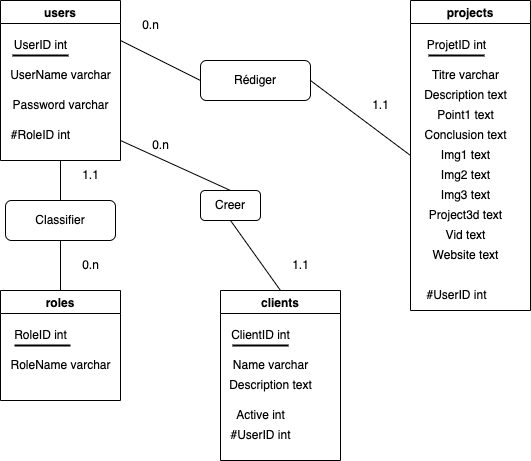 users
UserID int
UserName varchar
Password varchar
#RoleID int
0.n
Rédiger
1.1
projects
ProjetID int
Titre varchar
Description text
Point1 text
Conclusion text
Img1 text
Img2 text
Img3 text
Project3d text
Vid text
Website text
#UserID int
0.n
Creer
1.1
1.1
Classifier
0.n
roles
RoleID int
RoleName varchar
clients
ClientID int
Name varchar
Description text
Active int
#UserID int